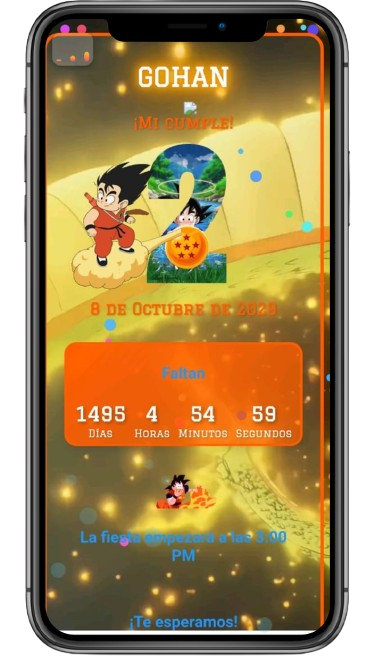 GOHAN
¡Mi cumple!
2
8 de Octubre de
Faltan
1495 4 54 59
Días Horas Minutos Segundos
La fiesta empezará a las 3:00
PM
¡Te esperamos!